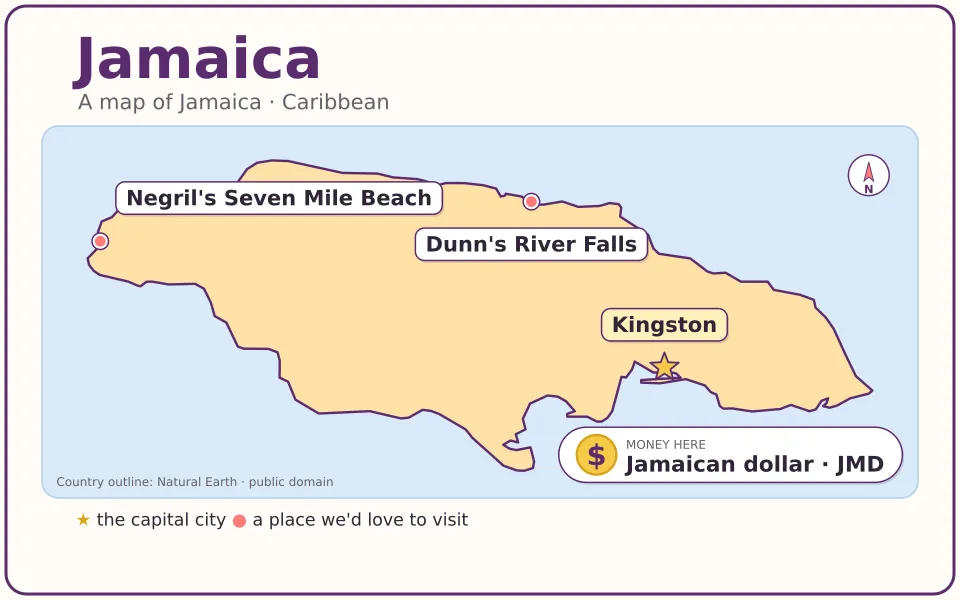 Jamaica
A map of Jamaica · Caribbean
N
Negril's Seven Mile Beach
Dunn's River Falls
Kingston
$
MONEY HERE
Jamaican dollar · JMD
Country outline: Natural Earth · public domain
★ the capital city ● a place we'd love to visit